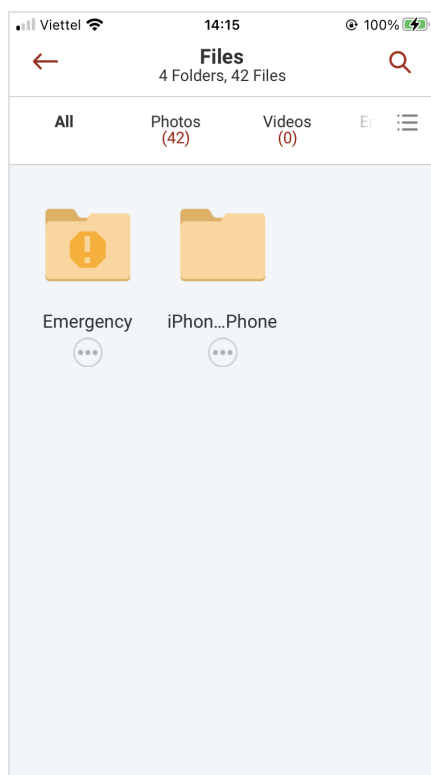 Viettel 14:15 100%
Files
4 Folders, 42 Files
All Photos Videos
(42) (0)
Emergency iPhon...Phone